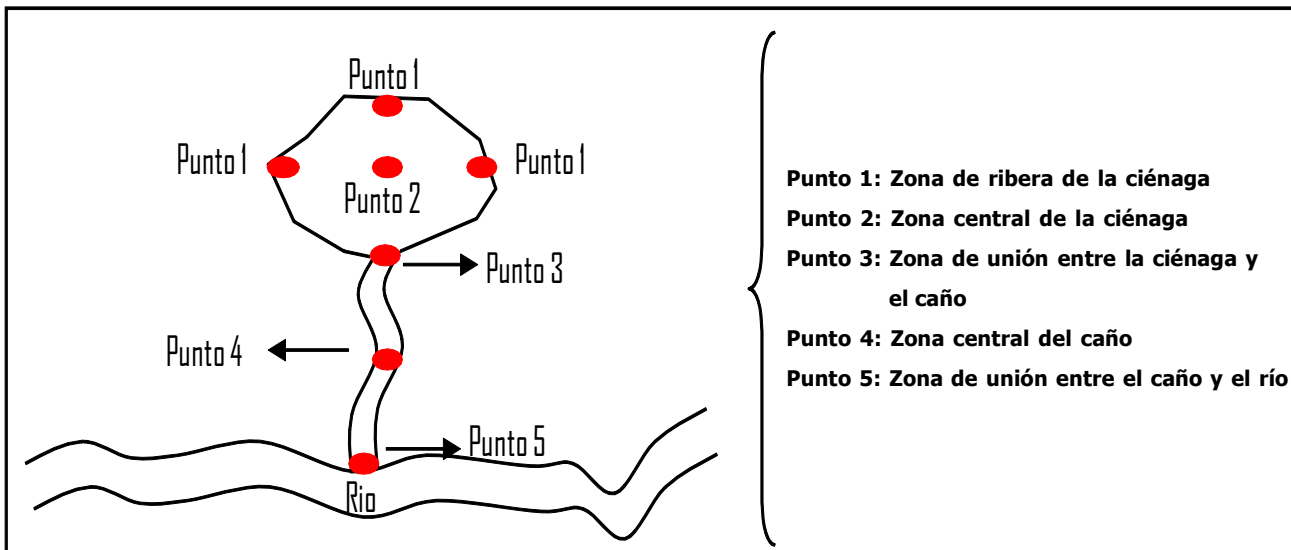 Punto 1
Punto 1
Punto 1
Punto 2
Punto 3
Punto 4
Punto 5
Rio
Punto 1: Zona de ribera de la ciénaga
Punto 2: Zona central de la ciénaga
Punto 3: Zona de unión entre la ciénaga y
el caño
Punto 4: Zona central del caño
Punto 5: Zona de unión entre el caño y el río